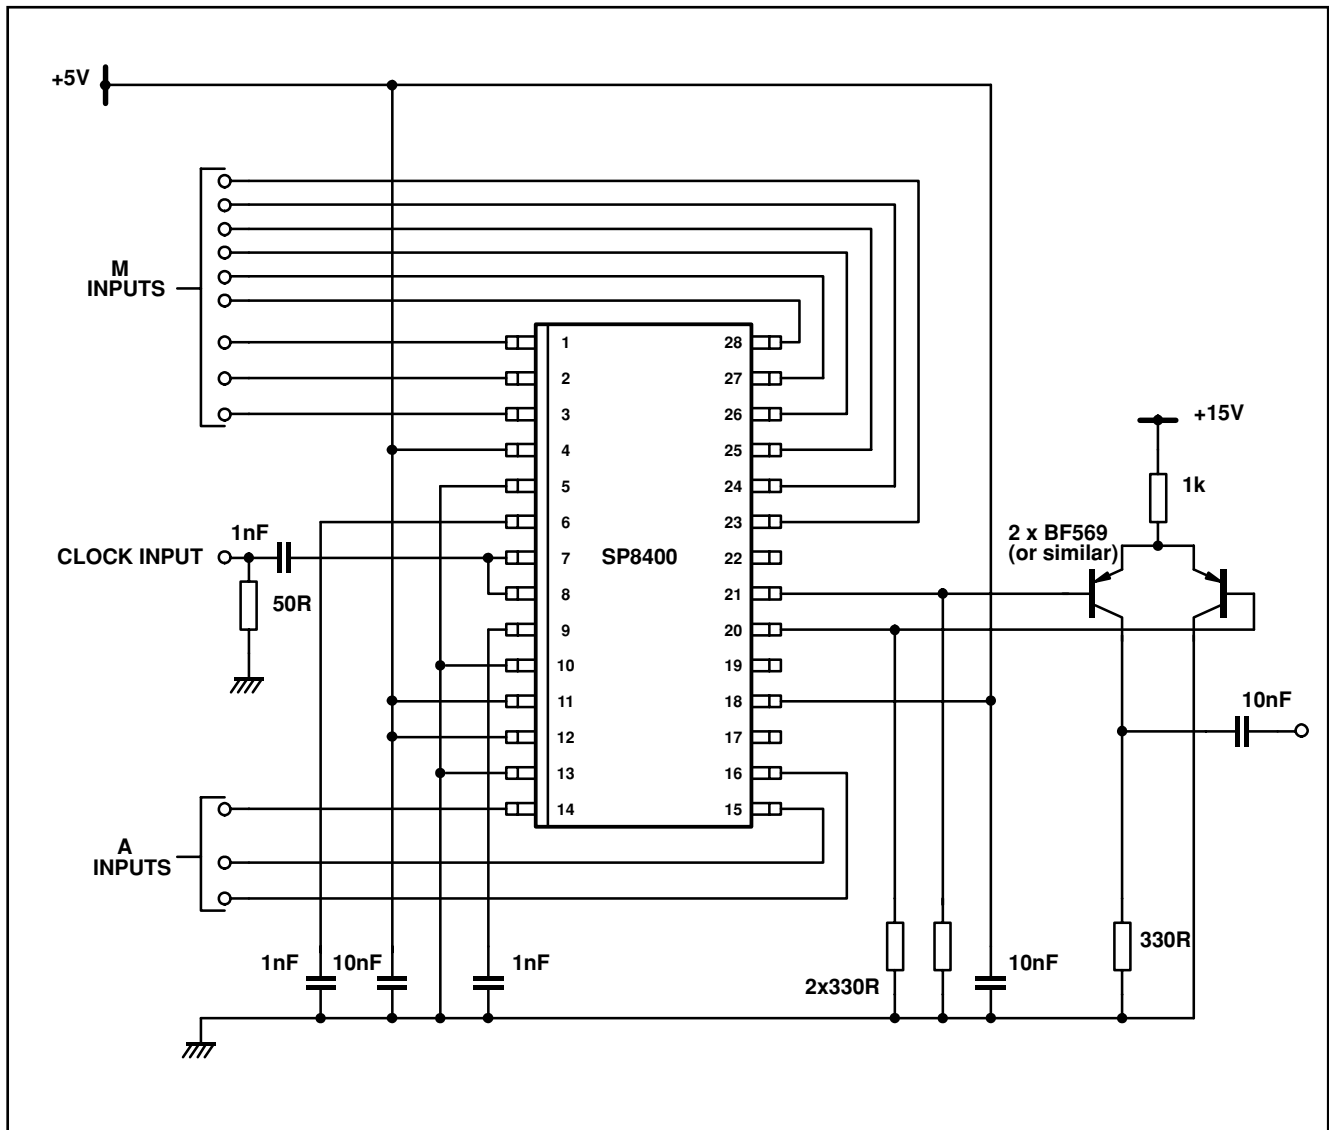 +5V
M
INPUTS
1
28
2
27
3
26
+15V
4
25
5
24
1k
6
23
1nF
2 x BF569
(or similar)
CLOCK INPUT
7
SP8400
22
8
21
50R
9
20
10
19
11
18
10nF
12
17
13
16
14
15
A
INPUTS
330R
1nF
10nF
1nF
10nF
2x330R